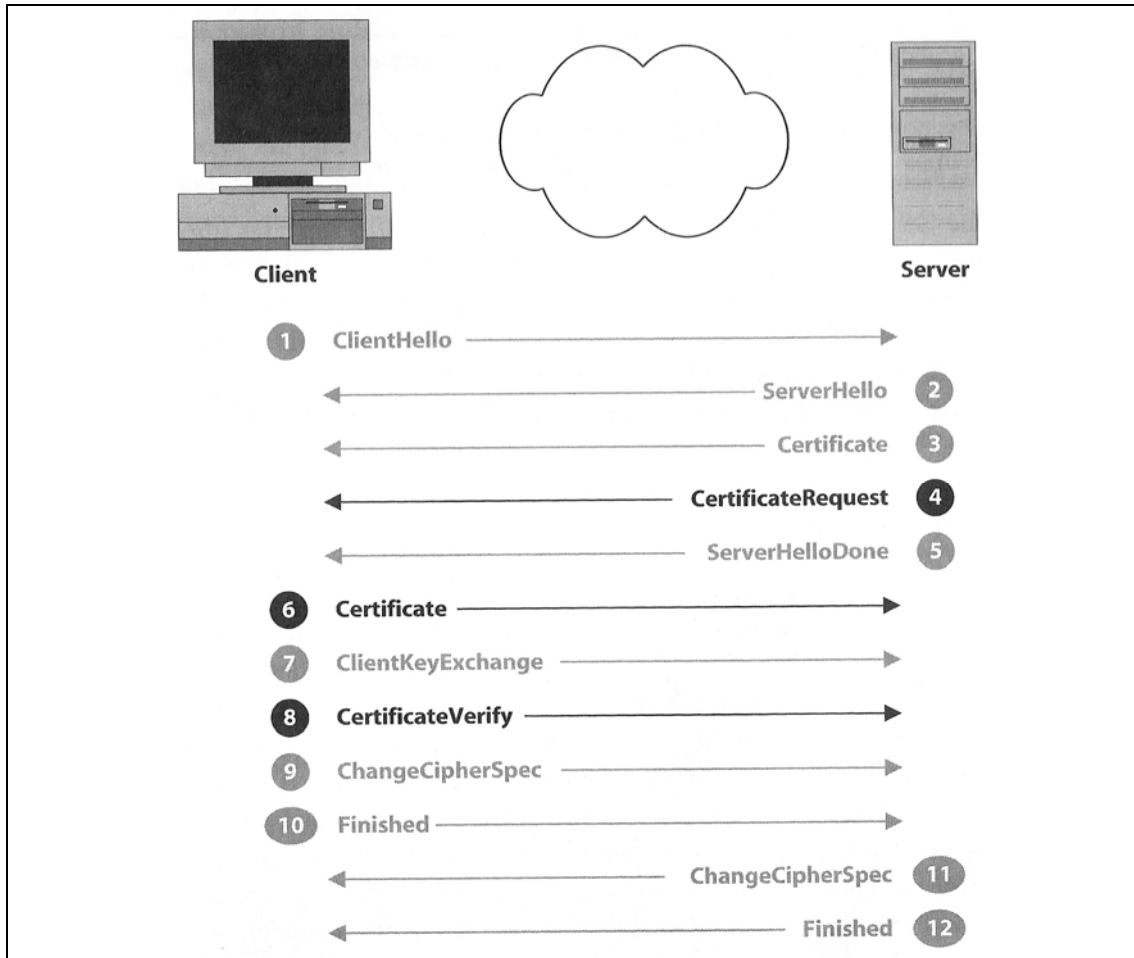 Client
Server
1 ClientHello
ServerHello 2
Certificate 3
CertificateRequest 4
ServerHelloDone 5
6 Certificate
7 ClientKeyExchange
8 CertificateVerify
9 ChangeCipherSpec
10 Finished
ChangeCipherSpec 11
Finished 12